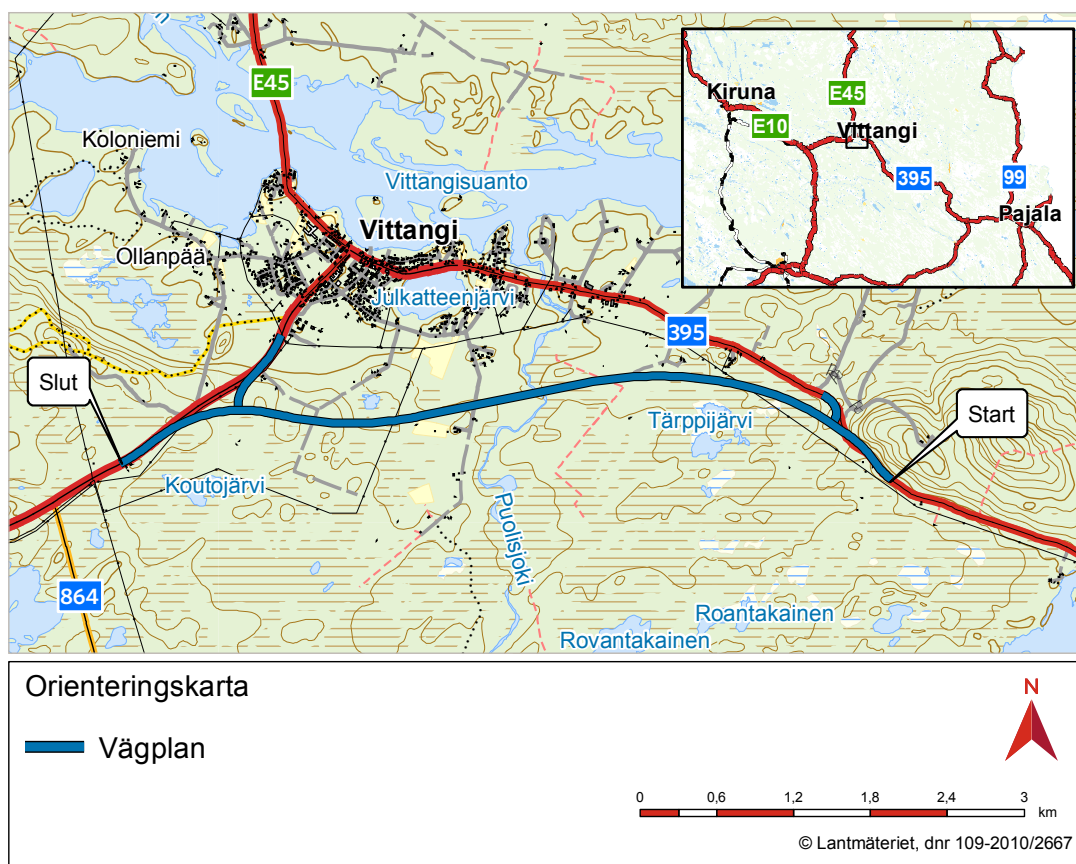 E45
Koloniemi
Vittangisuanto
Vittangi
Ollanpää
Julkatteenjärvi
395
Slut
Start
Tärppijärvi
Koutojärvi
Puolisjoki
864
Roantakainen
Rovantakainen
Kiruna
E45
E10
Vittangi
395
99
Pajala
Orienteringskarta
Vägplan
N
0 0,6 1,2 1,8 2,4 3
km
© Lantmäteriet, dnr 109-2010/2667